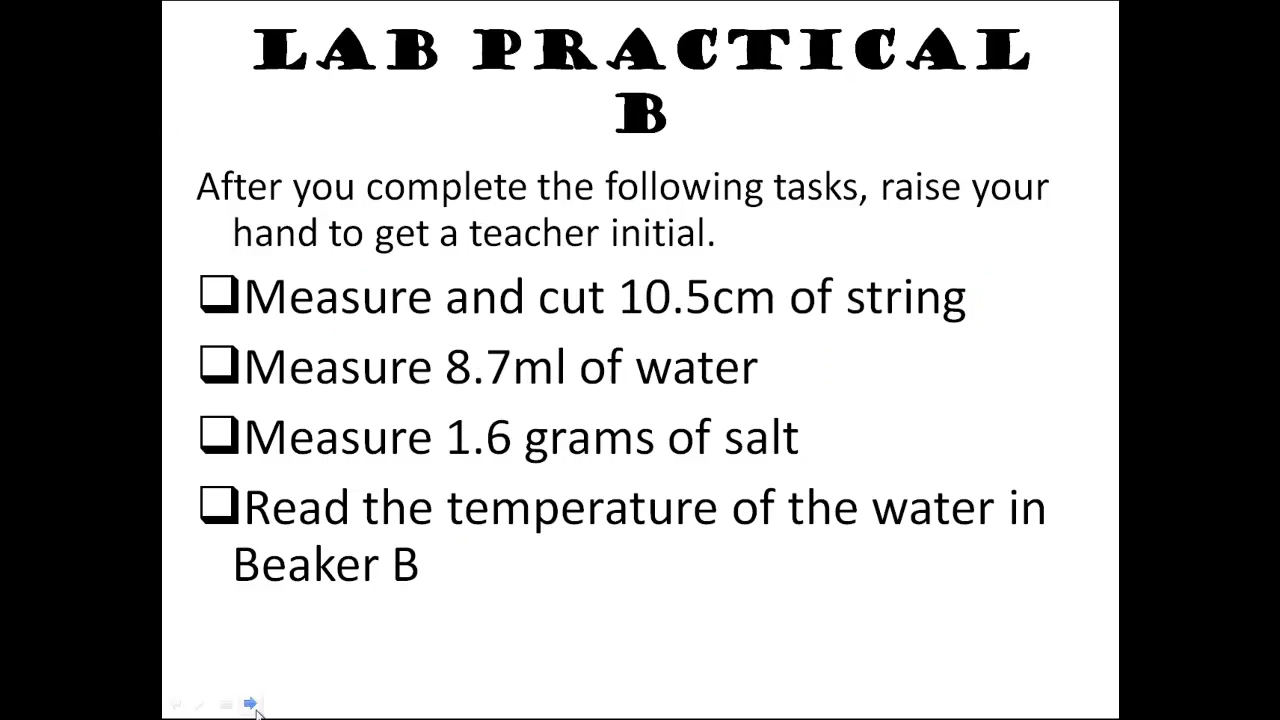 LAB PRACTICAL
B
After you complete the following tasks, raise your
hand to get a teacher initial.
❑Measure and cut 10.5cm of string
❑Measure 8.7ml of water
❑Measure 1.6 grams of salt
❑Read the temperature of the water in
Beaker B